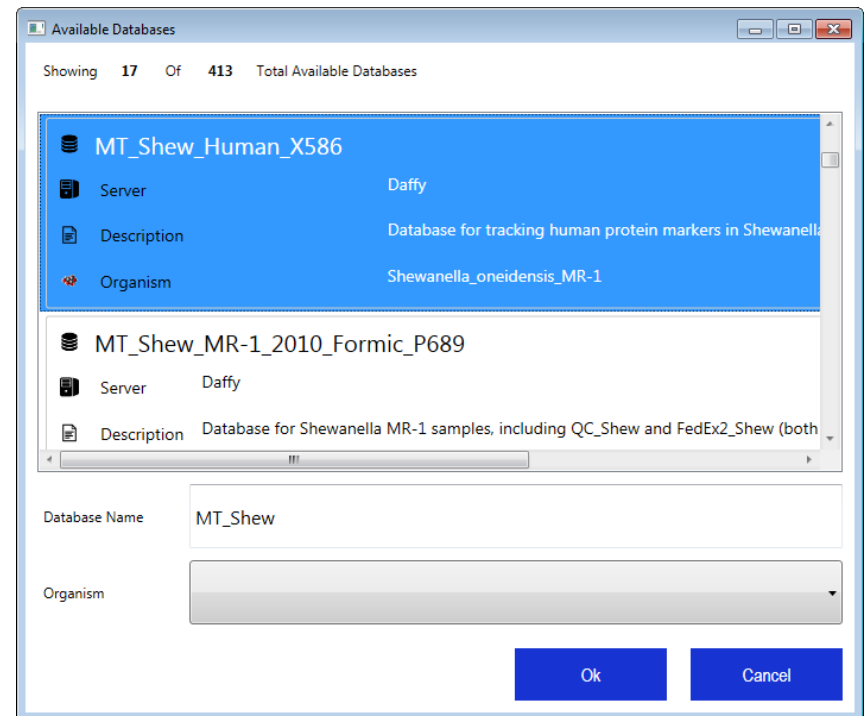 Available Databases
Showing 17 Of 413 Total Available Databases
MT_Shew_Human_X586
Server Daffy
Description Database for tracking human protein markers in Shewanella
Organism Shewanella_oneidensis_MR-1
MT_Shew_MR-1_2010_Formic_P689
Server Daffy
Description Database for Shewanella MR-1 samples, including QC_Shew and FedEx2_Shew (both
Database Name MT_Shew
Organism
Ok Cancel